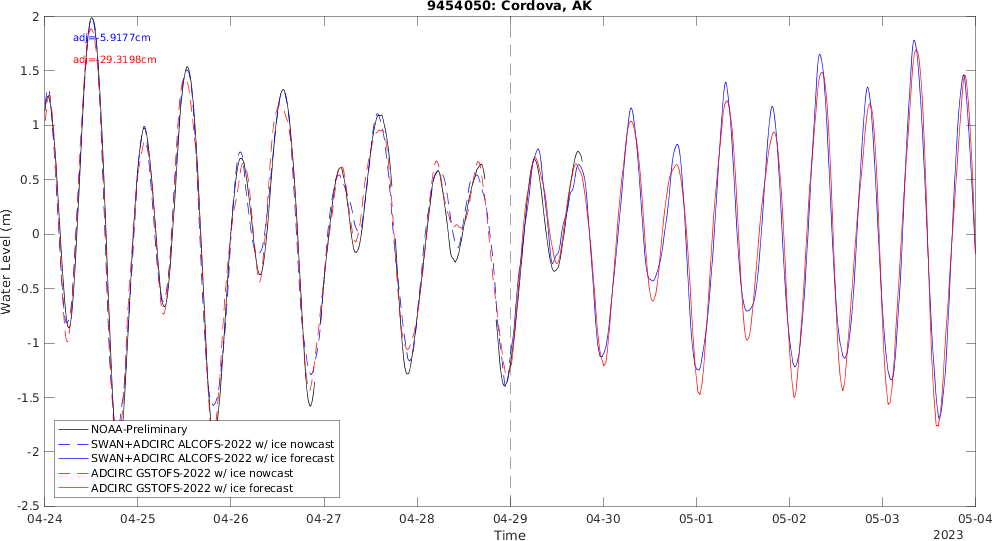 9454050: Cordova, AK
adj=-5.9177cm
adj=-29.3198cm
Water Level (m)
2
1.5
1
0.5
0
-0.5
-1
-1.5
-2
-2.5
NOAA-Preliminary
SWAN+ADCIRC ALCOFS-2022 w/ ice nowcast
SWAN+ADCIRC ALCOFS-2022 w/ ice forecast
ADCIRC GSTOFS-2022 w/ ice nowcast
ADCIRC GSTOFS-2022 w/ ice forecast
04-24 04-25 04-26 04-27 04-28 04-29 04-30 05-01 05-02 05-03 05-04
Time
2023